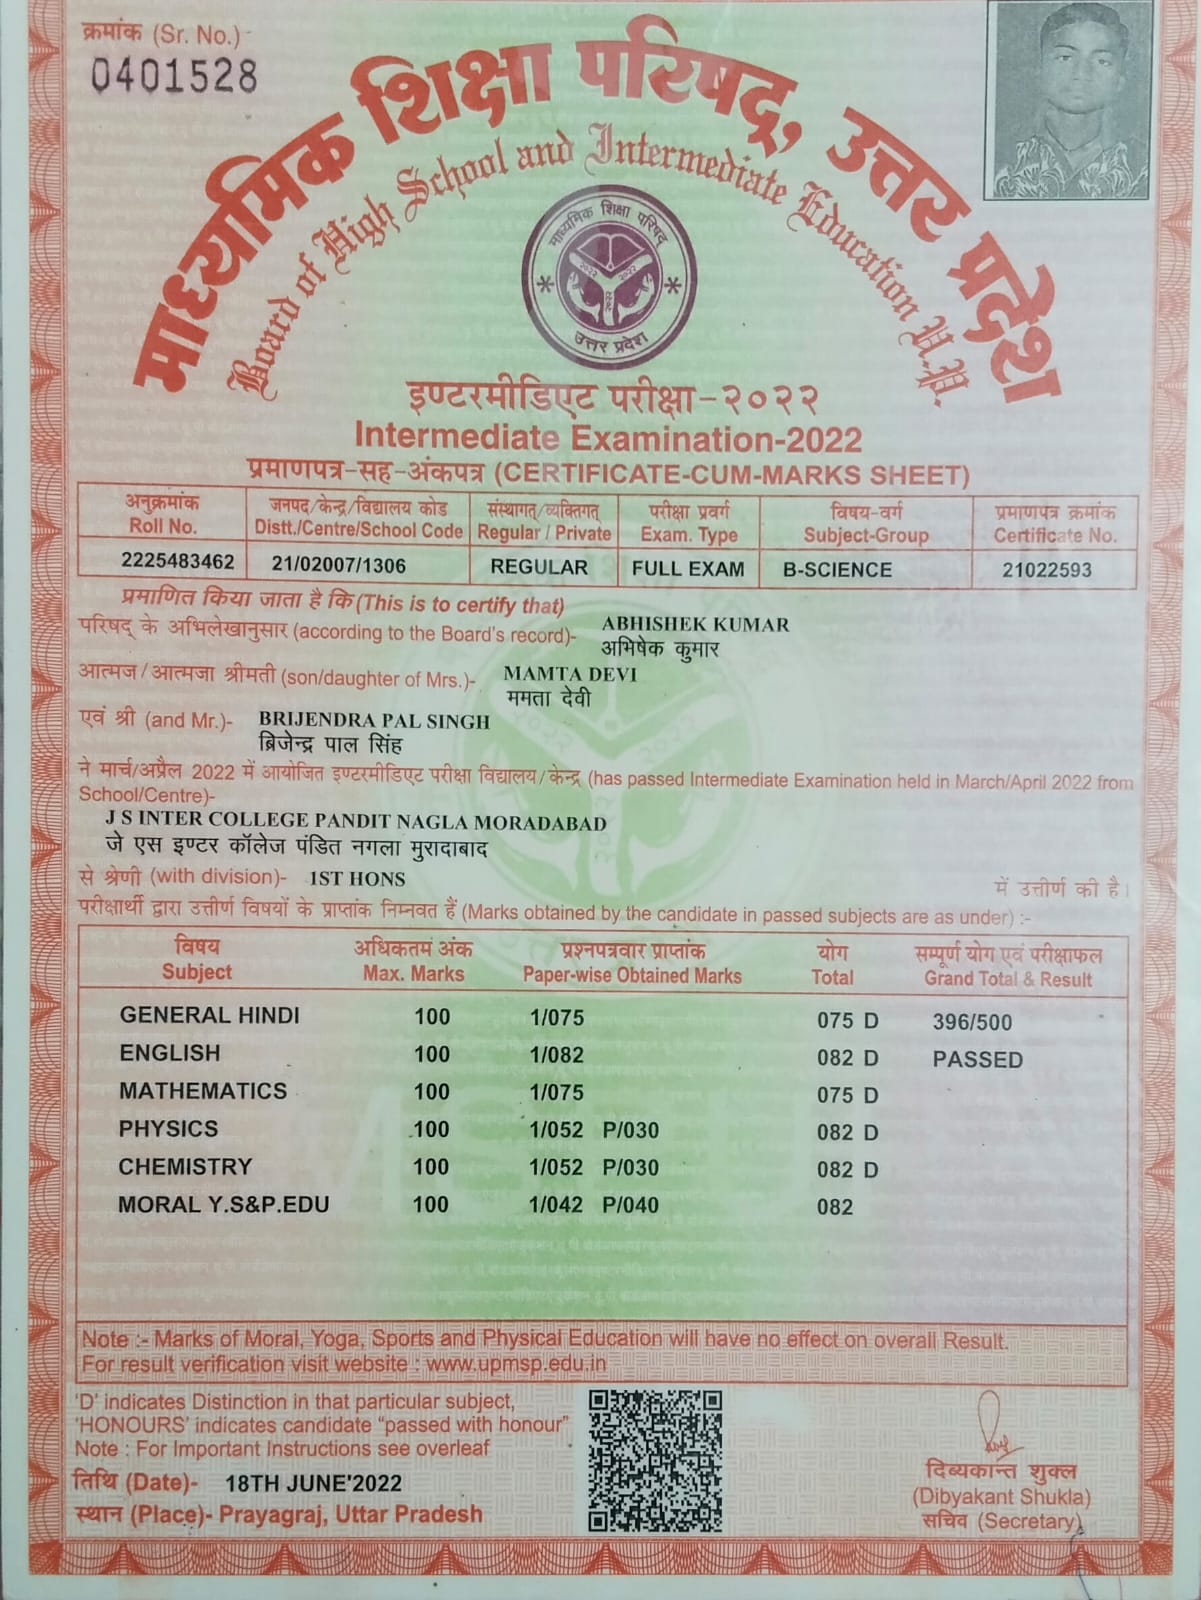 क्रमांक (Sr. No.)-
0401528
माध्यमिक शिक्षा परिषद्, उत्तर प्रदेश
Board of High School and Intermediate Education U.P.
माध्यमिक शिक्षा परिषद्
उत्तर प्रदेश
इण्टरमीडिएट परीक्षा-२०२२
Intermediate Examination-2022
प्रमाणपत्र-सह-अंकपत्र (CERTIFICATE-CUM-MARKS SHEET)
अनुक्रमांक जनपद/केन्द्र/विद्यालय कोड संस्थागत्/व्यक्तिगत् परीक्षा प्रवर्ग विषय-वर्ग प्रमाणपत्र क्रमांक
Roll No. Distt./Centre/School Code Regular / Private Exam. Type Subject-Group Certificate No.
2225483462 21/02007/1306 REGULAR FULL EXAM B-SCIENCE 21022593
प्रमाणित किया जाता है कि (This is to certify that)
परिषद् के अभिलेखानुसार (according to the Board's record)- ABHISHEK KUMAR
अभिषेक कुमार
आत्मज/आत्मजा श्रीमती (son/daughter of Mrs.)- MAMTA DEVI
ममता देवी
एवं श्री (and Mr.)- BRIJENDRA PAL SINGH
ब्रिजेन्द्र पाल सिंह
ने मार्च/अप्रैल 2022 में आयोजित इण्टरमीडिएट परीक्षा विद्यालय/केन्द्र (has passed Intermediate Examination held in March/April 2022 from
School/Centre)-
J S INTER COLLEGE PANDIT NAGLA MORADABAD
जे एस इण्टर कॉलेज पंडित नगला मुरादाबाद
से श्रेणी (with division)- 1ST HONS में उत्तीर्ण की है।
परीक्षार्थी द्वारा उत्तीर्ण विषयों के प्राप्तांक निम्नवत हैं (Marks obtained by the candidate in passed subjects are as under) :-
विषय अधिकतम अंक प्रश्नपत्रवार प्राप्तांक योग सम्पूर्ण योग एवं परीक्षाफल
Subject Max. Marks Paper-wise Obtained Marks Total Grand Total & Result
GENERAL HINDI 100 1/075 075 D 396/500
ENGLISH 100 1/082 082 D PASSED
MATHEMATICS 100 1/075 075 D
PHYSICS 100 1/052 P/030 082 D
CHEMISTRY 100 1/052 P/030 082 D
MORAL Y.S&P.EDU 100 1/042 P/040 082
Note :- Marks of Moral, Yoga, Sports and Physical Education will have no effect on overall Result.
For result verification visit website : www.upmsp.edu.in
'D' indicates Distinction in that particular subject,
'HONOURS' indicates candidate "passed with honour"
Note : For Important Instructions see overleaf
तिथि (Date)- 18TH JUNE'2022
स्थान (Place)- Prayagraj, Uttar Pradesh
दिब्यकान्त शुक्ल
(Dibyakant Shukla)
सचिव (Secretary)